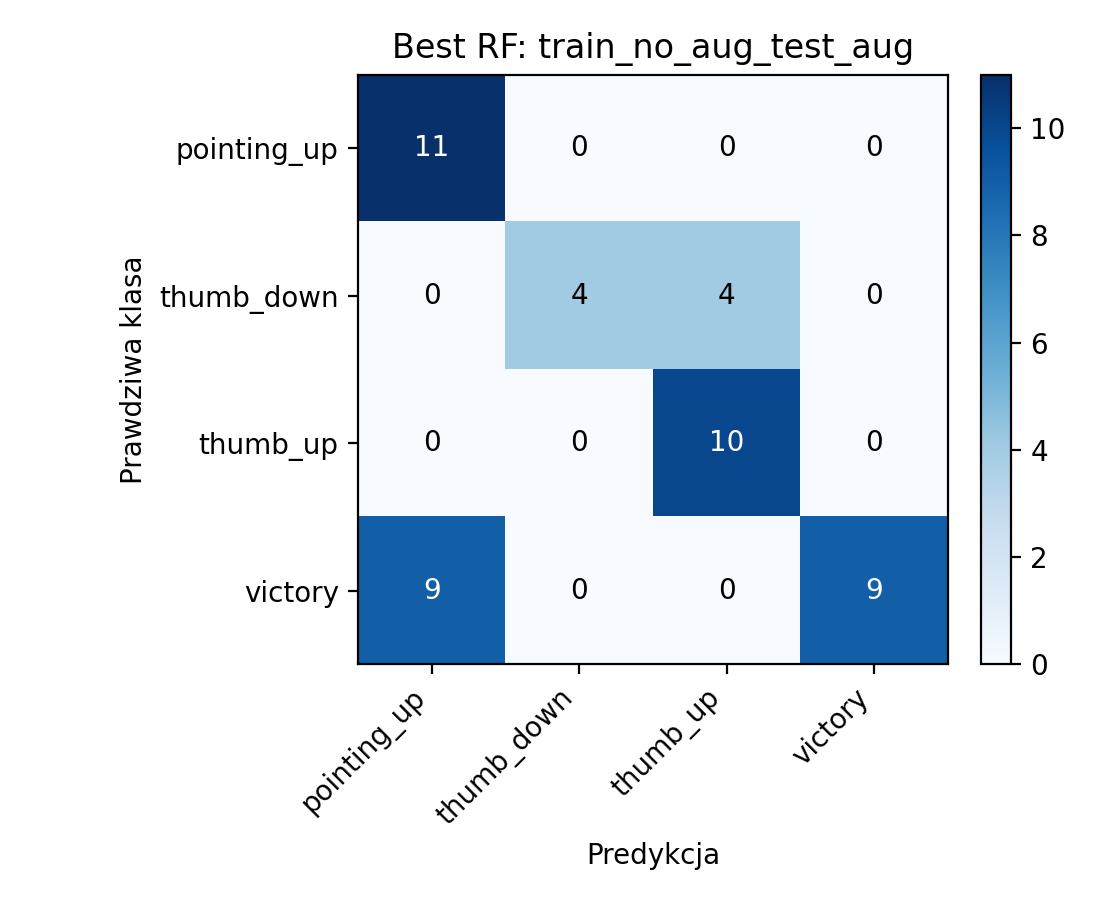 Best RF: train_no_aug_test_aug
Prawdziwa klasa
pointing_up 11 0 0 0
thumb_down 0 4 4 0
thumb_up 0 0 10 0
victory 9 0 0 9
pointing_up thumb_down thumb_up victory
Predykcja
10
8
6
4
2
0